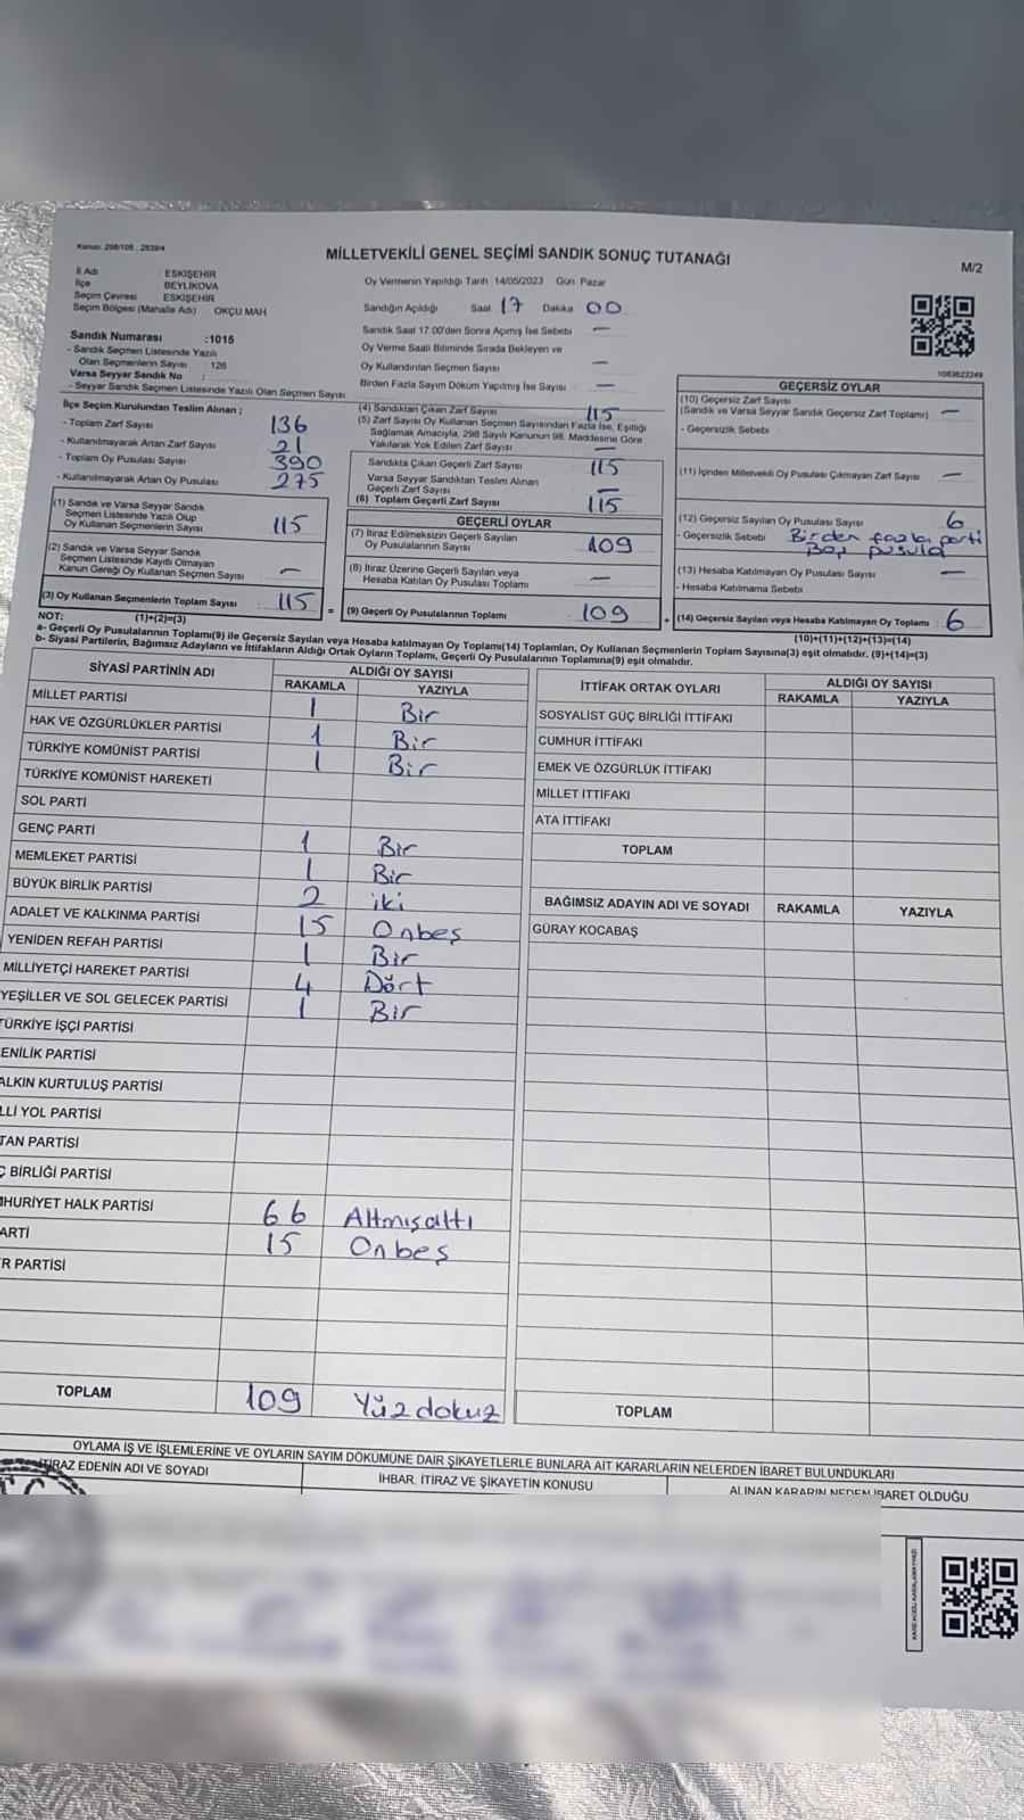 Kanun: 298/105 , 2839/4
MİLLETVEKİLİ GENEL SEÇİMİ SANDIK SONUÇ TUTANAĞI
M/2
İl Adı ESKİŞEHİR
İlçe BEYLİKOVA
Seçim Çevresi ESKİŞEHİR
Seçim Bölgesi (Mahalle Adı) OKÇU MAH
Oy Vermenin Yapıldığı Tarih 14/05/2023 Gün Pazar
Sandığın Açıldığı Saat 17 Dakika 00
Sandık Saat 17.00'den Sonra Açılmış İse Sebebi —
Oy Verme Saati Bitiminde Sırada Bekleyen ve
Oy Kullandırılan Seçmen Sayısı —
Birden Fazla Sayım Döküm Yapılmış İse Sayısı —
Sandık Numarası :1015
- Sandık Seçmen Listesinde Yazılı
Olan Seçmenlerin Sayısı : 126
Varsa Seyyar Sandık No :
- Seyyar Sandık Seçmen Listesinde Yazılı Olan Seçmen Sayısı
İlçe Seçim Kurulundan Teslim Alınan ;
- Toplam Zarf Sayısı 136
- Kullanılmayarak Artan Zarf Sayısı 21
- Toplam Oy Pusulası Sayısı 390
- Kullanılmayarak Artan Oy Pusulası 275
(1) Sandık ve Varsa Seyyar Sandık
Seçmen Listesinde Yazılı Olup
Oy Kullanan Seçmenlerin Sayısı 115
(2) Sandık ve Varsa Seyyar Sandık
Seçmen Listesinde Kayıtlı Olmayan
Kanun Gereği Oy Kullanan Seçmen Sayısı —
(3) Oy Kullanan Seçmenlerin Toplam Sayısı 115
(1)+(2)=(3)
(4) Sandıktan Çıkan Zarf Sayısı 115
(5) Zarf Sayısı Oy Kullanan Seçmen Sayısından Fazla İse, Eşitliği
Sağlamak Amacıyla, 298 Sayılı Kanunun 98. Maddesine Göre
Yakılarak Yok Edilen Zarf Sayısı —
Sandıkta Çıkan Geçerli Zarf Sayısı 115
Varsa Seyyar Sandıktan Teslim Alınan
Geçerli Zarf Sayısı —
(6) Toplam Geçerli Zarf Sayısı 115
GEÇERLİ OYLAR
(7) İtiraz Edilmeksizin Geçerli Sayılan
Oy Pusulalarının Sayısı 109
(8) İtiraz Üzerine Geçerli Sayılan veya
Hesaba Katılan Oy Pusulası Toplamı —
= (9) Geçerli Oy Pusulalarının Toplamı 109
GEÇERSİZ OYLAR
(10) Geçersiz Zarf Sayısı
(Sandık ve Varsa Seyyar Sandık Geçersiz Zarf Toplamı) —
- Geçersizlik Sebebi
(11) İçinden Milletvekili Oy Pusulası Çıkmayan Zarf Sayısı —
(12) Geçersiz Sayılan Oy Pusulası Sayısı 6
- Geçersizlik Sebebi Birden fazla parti
Boş pusula
(13) Hesaba Katılmayan Oy Pusulası Sayısı —
- Hesaba Katılmama Sebebi
+ (14) Geçersiz Sayılan veya Hesaba Katılmayan Oy Toplamı 6
(10)+(11)+(12)+(13)=(14)
NOT:
a- Geçerli Oy Pusulalarının Toplamı(9) ile Geçersiz Sayılan veya Hesaba katılmayan Oy Toplamı(14) Toplamları, Oy Kullanan Seçmenlerin Toplam Sayısına(3) eşit olmalıdır. (9)+(14)=(3)
b- Siyasi Partilerin, Bağımsız Adayların ve İttifakların Aldığı Ortak Oyların Toplamı, Geçerli Oy Pusulalarının Toplamına(9) eşit olmalıdır.
SİYASİ PARTİNİN ADI ALDIĞI OY SAYISI
RAKAMLA YAZIYLA
MİLLET PARTİSİ 1 Bir
HAK VE ÖZGÜRLÜKLER PARTİSİ 1 Bir
TÜRKİYE KOMÜNİST PARTİSİ 1 Bir
TÜRKİYE KOMÜNİST HAREKETİ
SOL PARTİ
GENÇ PARTİ 1 Bir
MEMLEKET PARTİSİ 1 Bir
BÜYÜK BİRLİK PARTİSİ 2 iki
ADALET VE KALKINMA PARTİSİ 15 Onbeş
YENİDEN REFAH PARTİSİ 1 Bir
MİLLİYETÇİ HAREKET PARTİSİ 4 Dört
YEŞİLLER VE SOL GELECEK PARTİSİ 1 Bir
TÜRKİYE İŞÇİ PARTİSİ
ENİLİK PARTİSİ
ALKIN KURTULUŞ PARTİSİ
LLİ YOL PARTİSİ
TAN PARTİSİ
Ç BİRLİĞİ PARTİSİ
MHURİYET HALK PARTİSİ 66 Altmışaltı
ARTİ 15 Onbeş
R PARTİSİ
TOPLAM 109 Yüzdokuz
İTTİFAK ORTAK OYLARI ALDIĞI OY SAYISI
RAKAMLA YAZIYLA
SOSYALİST GÜÇ BİRLİĞİ İTTİFAKI
CUMHUR İTTİFAKI
EMEK VE ÖZGÜRLÜK İTTİFAKI
MİLLET İTTİFAKI
ATA İTTİFAKI
TOPLAM
BAĞIMSIZ ADAYIN ADI VE SOYADI RAKAMLA YAZIYLA
GÜRAY KOCABAŞ
TOPLAM
OYLAMA İŞ VE İŞLEMLERİNE VE OYLARIN SAYIM DÖKÜMÜNE DAİR ŞİKAYETLERLE BUNLARA AİT KARARLARIN NELERDEN İBARET BULUNDUKLARI
İTİRAZ EDENİN ADI VE SOYADI İHBAR, İTİRAZ VE ŞİKAYETİN KONUSU ALINAN KARARIN NEDEN İBARET OLDUĞU